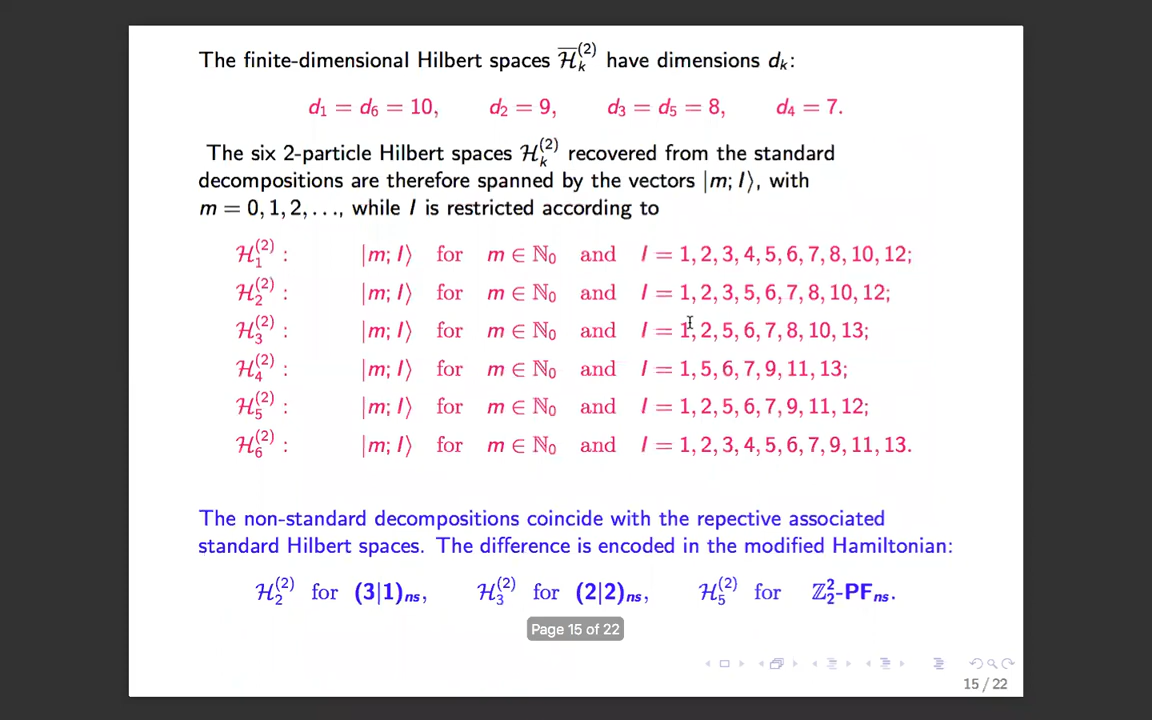 The finite-dimensional Hilbert spaces $\overline{\mathcal{H}}_k^{(2)}$ have dimensions $d_k$:
$d_1 = d_6 = 10, \quad d_2 = 9, \quad d_3 = d_5 = 8, \quad d_4 = 7.$
The six 2-particle Hilbert spaces $\mathcal{H}_k^{(2)}$ recovered from the standard
decompositions are therefore spanned by the vectors $|m; I\rangle$, with
$m = 0, 1, 2, \ldots,$ while $I$ is restricted according to
$\mathcal{H}_1^{(2)}: \quad |m; I\rangle$ for $m \in \mathbb{N}_0$ and $I = 1, 2, 3, 4, 5, 6, 7, 8, 10, 12;$
$\mathcal{H}_2^{(2)}: \quad |m; I\rangle$ for $m \in \mathbb{N}_0$ and $I = 1, 2, 3, 5, 6, 7, 8, 10, 12;$
$\mathcal{H}_3^{(2)}: \quad |m; I\rangle$ for $m \in \mathbb{N}_0$ and $I = 1, 2, 5, 6, 7, 8, 10, 13;$
$\mathcal{H}_4^{(2)}: \quad |m; I\rangle$ for $m \in \mathbb{N}_0$ and $I = 1, 5, 6, 7, 9, 11, 13;$
$\mathcal{H}_5^{(2)}: \quad |m; I\rangle$ for $m \in \mathbb{N}_0$ and $I = 1, 2, 5, 6, 7, 9, 11, 12;$
$\mathcal{H}_6^{(2)}: \quad |m; I\rangle$ for $m \in \mathbb{N}_0$ and $I = 1, 2, 3, 4, 5, 6, 7, 9, 11, 13.$
The non-standard decompositions coincide with the repective associated
standard Hilbert spaces. The difference is encoded in the modified Hamiltonian:
$\mathcal{H}_2^{(2)}$ for $\mathbf{(3|1)}_{ns}, \quad \mathcal{H}_3^{(2)}$ for $\mathbf{(2|2)}_{ns}, \quad \mathcal{H}_5^{(2)}$ for $\mathbb{Z}_2^2\textbf{-PF}_{ns}.$
Page 15 of 22
15 / 22